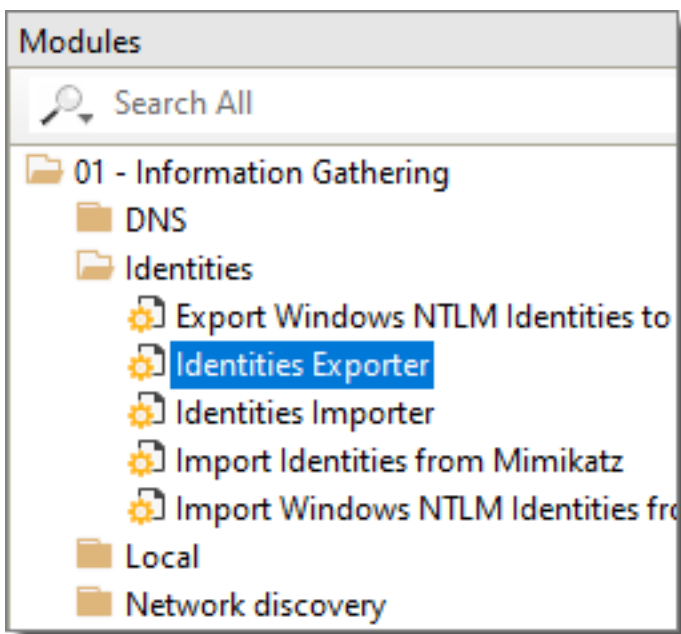 Modules
Search All
01 - Information Gathering
DNS
Identities
Export Windows NTLM Identities to
Identities Exporter
Identities Importer
Import Identities from Mimikatz
Import Windows NTLM Identities
Local
Network discovery